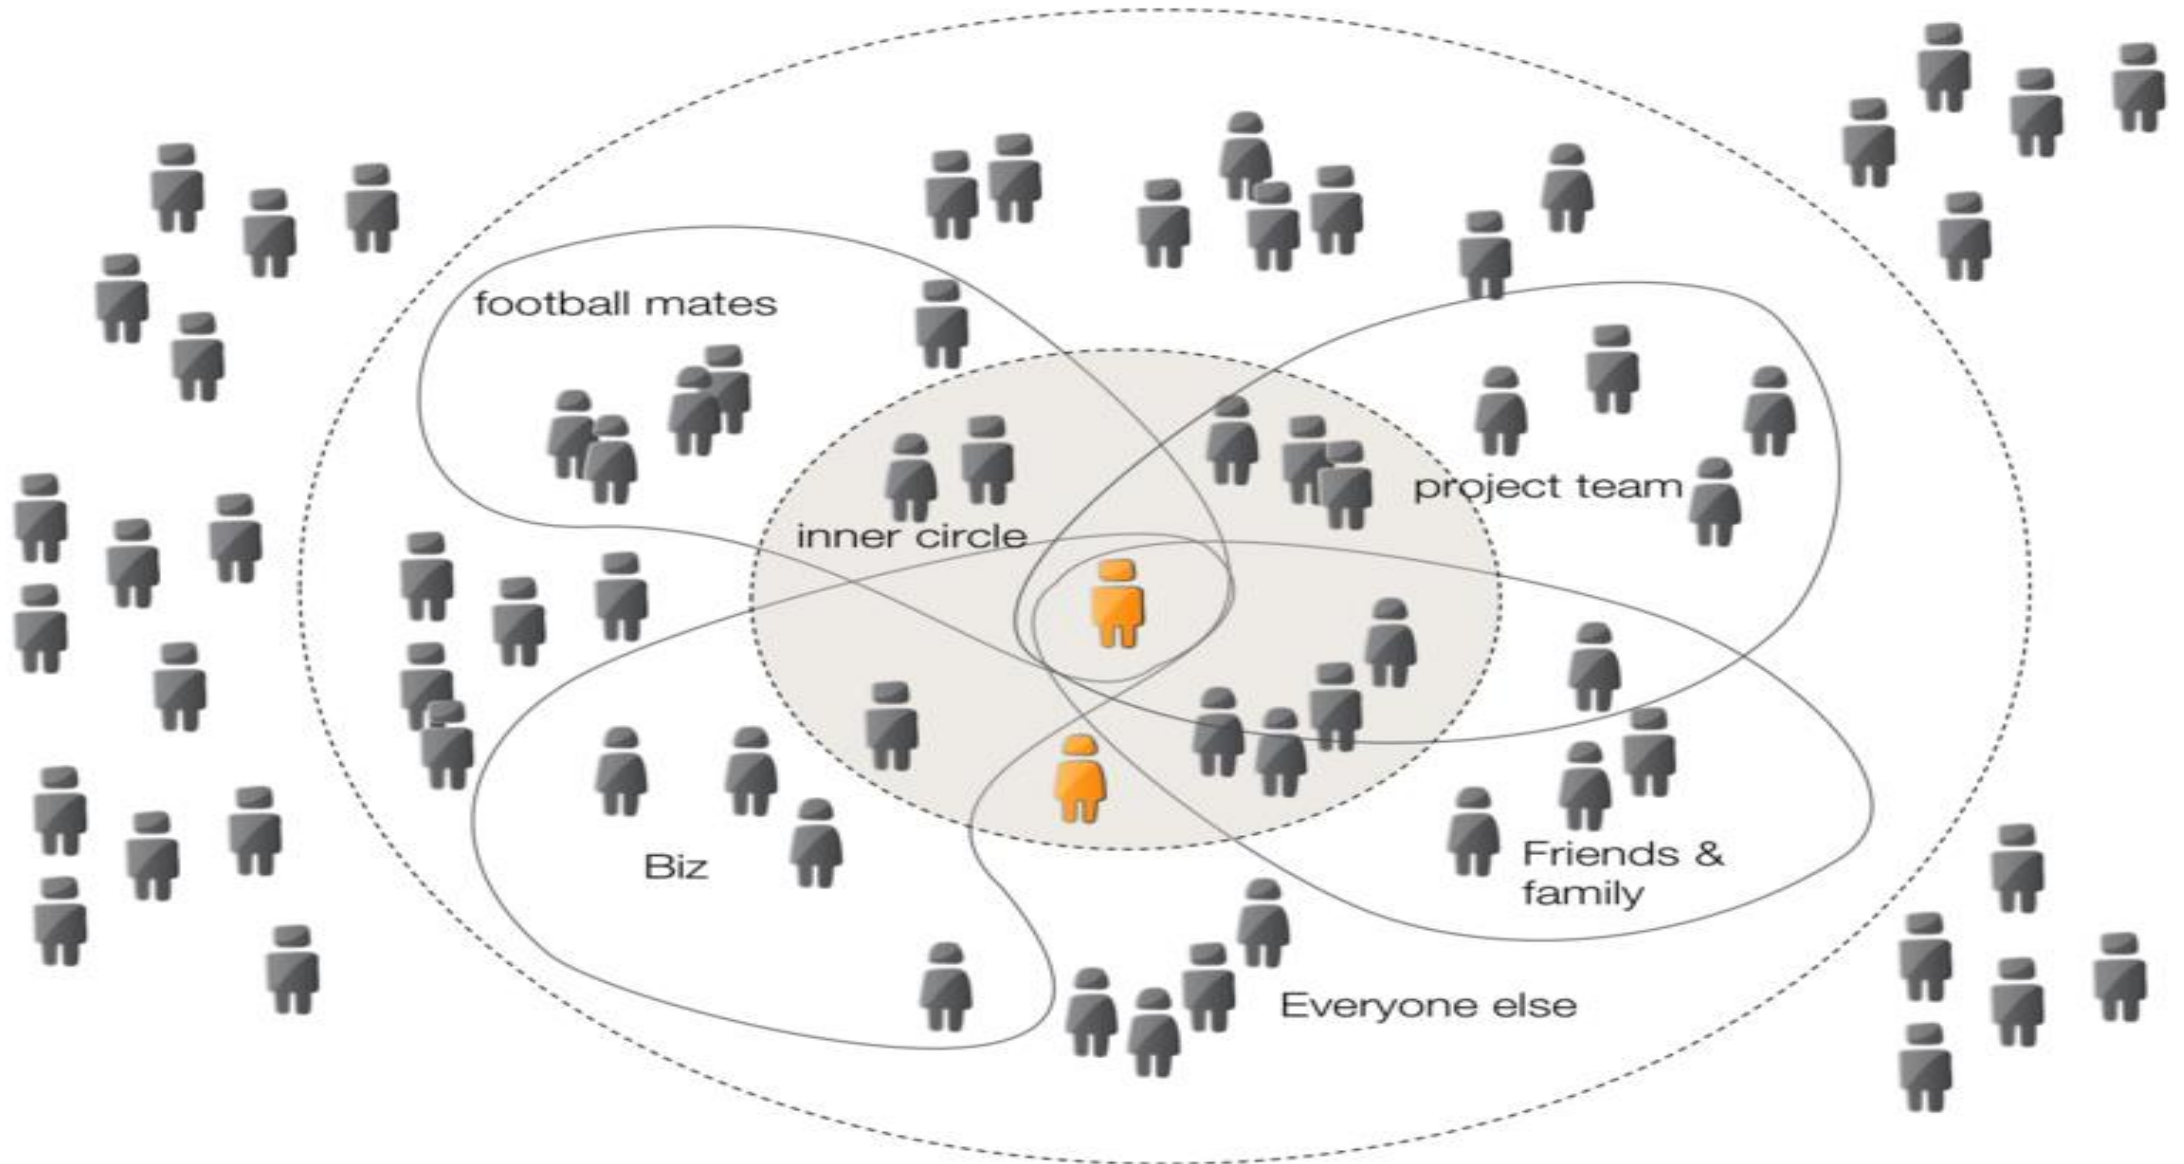 football mates
project team
inner circle
Biz
Friends &
family
Everyone else